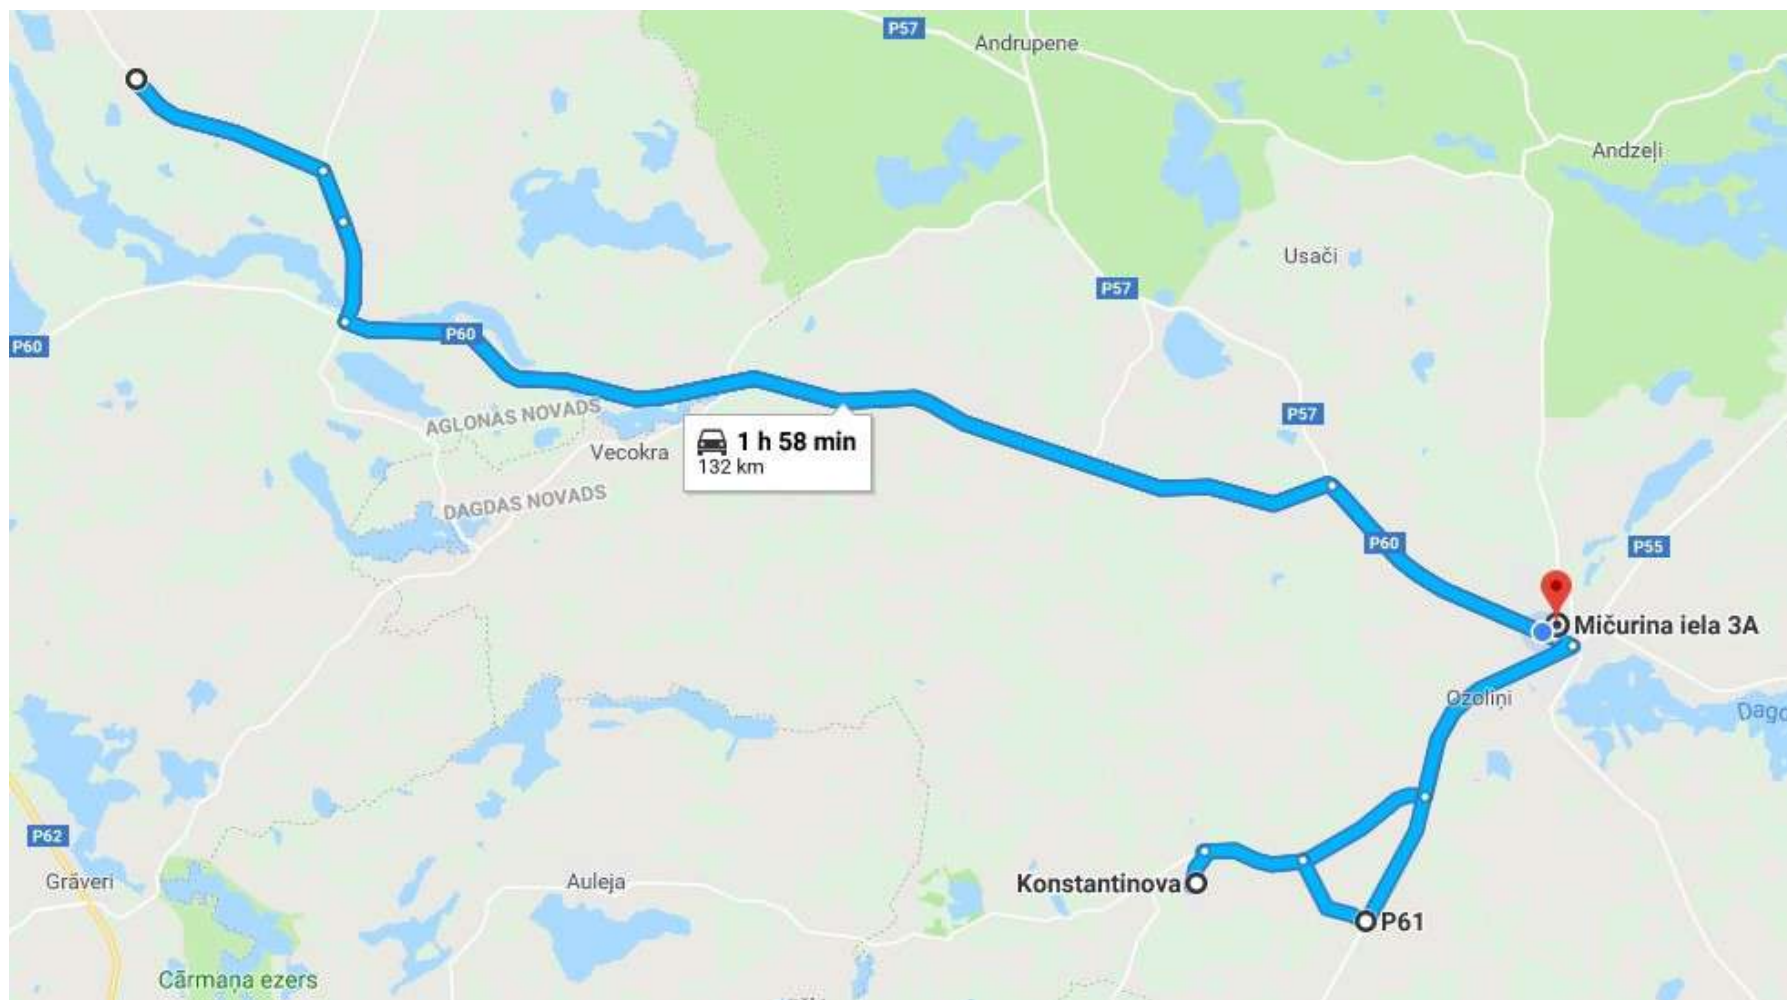 P57
Andrupene
Andzeļi
Usači
P57
P60
P60
P57
AGLONAS NOVADS
1 h 58 min
132 km
Vecokra
DAGDAS NOVADS
P60
P55
Mičurina iela 3A
Ozoliņi
P62
Grāveri
Auleja
Konstantinova
P61
Cārmaņa ezers